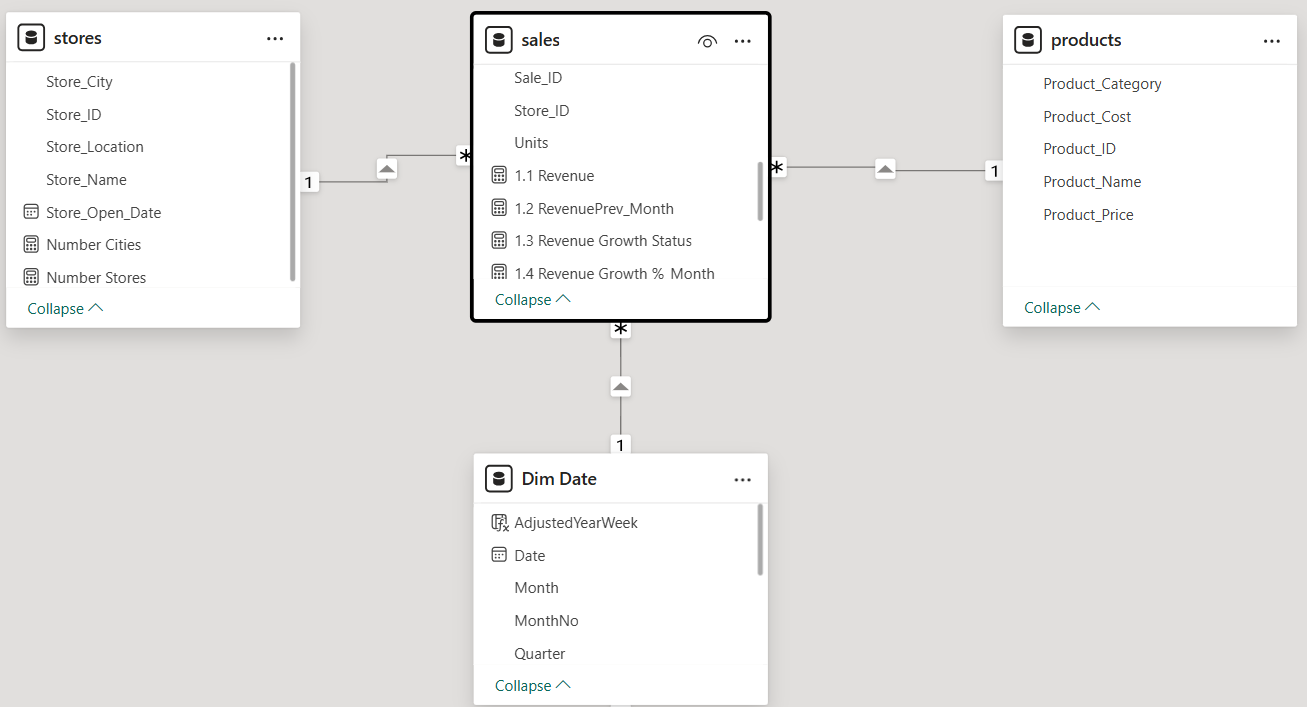 stores
Store_City
Store_ID
Store_Location
Store_Name
Store_Open_Date
Number Cities
Number Stores
Collapse
1
*
sales
Sale_ID
Store_ID
Units
1.1 Revenue
1.2 RevenuePrev_Month
1.3 Revenue Growth Status
1.4 Revenue Growth % Month
Collapse
*
1
products
Product_Category
Product_Cost
Product_ID
Product_Name
Product_Price
Collapse
*
1
Dim Date
AdjustedYearWeek
Date
Month
MonthNo
Quarter
Collapse